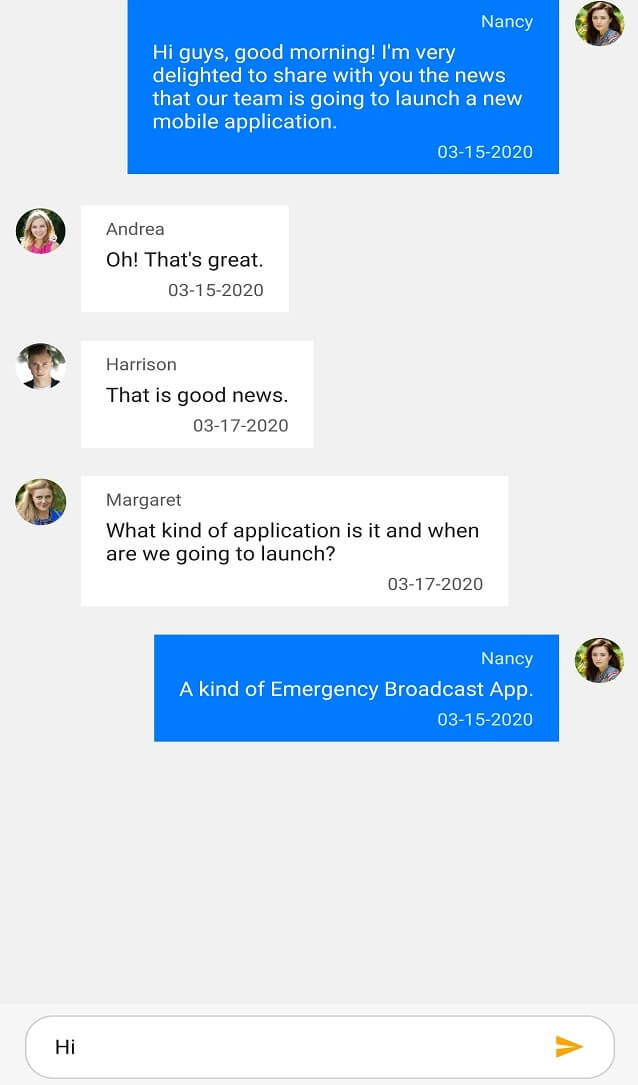 Nancy
Hi guys, good morning! I'm very
delighted to share with you the news
that our team is going to launch a new
mobile application.
03-15-2020
Andrea
Oh! That's great.
03-15-2020
Harrison
That is good news.
03-17-2020
Margaret
What kind of application is it and when
are we going to launch?
03-17-2020
Nancy
A kind of Emergency Broadcast App.
03-15-2020
Hi